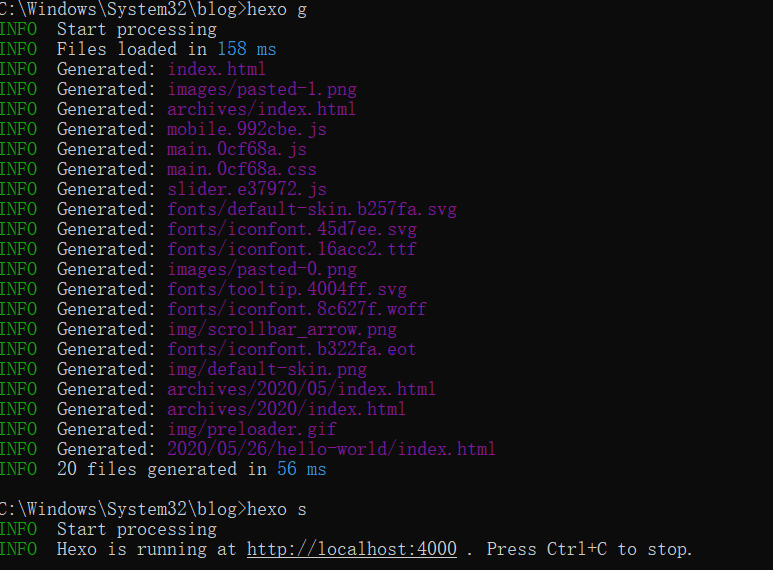 C:\Windows\System32\blog>hexo g
INFO  Start processing
INFO  Files loaded in 158 ms
INFO  Generated: index.html
INFO  Generated: images/pasted-1.png
INFO  Generated: archives/index.html
INFO  Generated: mobile.992cbe.js
INFO  Generated: main.0cf68a.js
INFO  Generated: main.0cf68a.css
INFO  Generated: slider.e37972.js
INFO  Generated: fonts/default-skin.b257fa.svg
INFO  Generated: fonts/iconfont.45d7ee.svg
INFO  Generated: fonts/iconfont.16acc2.ttf
INFO  Generated: images/pasted-0.png
INFO  Generated: fonts/tooltip.4004ff.svg
INFO  Generated: fonts/iconfont.8c627f.woff
INFO  Generated: img/scrollbar_arrow.png
INFO  Generated: fonts/iconfont.b322fa.eot
INFO  Generated: img/default-skin.png
INFO  Generated: archives/2020/05/index.html
INFO  Generated: archives/2020/index.html
INFO  Generated: img/preloader.gif
INFO  Generated: 2020/05/26/hello-world/index.html
INFO  20 files generated in 56 ms
C:\Windows\System32\blog>hexo s
INFO  Start processing
INFO  Hexo is running at http://localhost:4000 . Press Ctrl+C to stop.